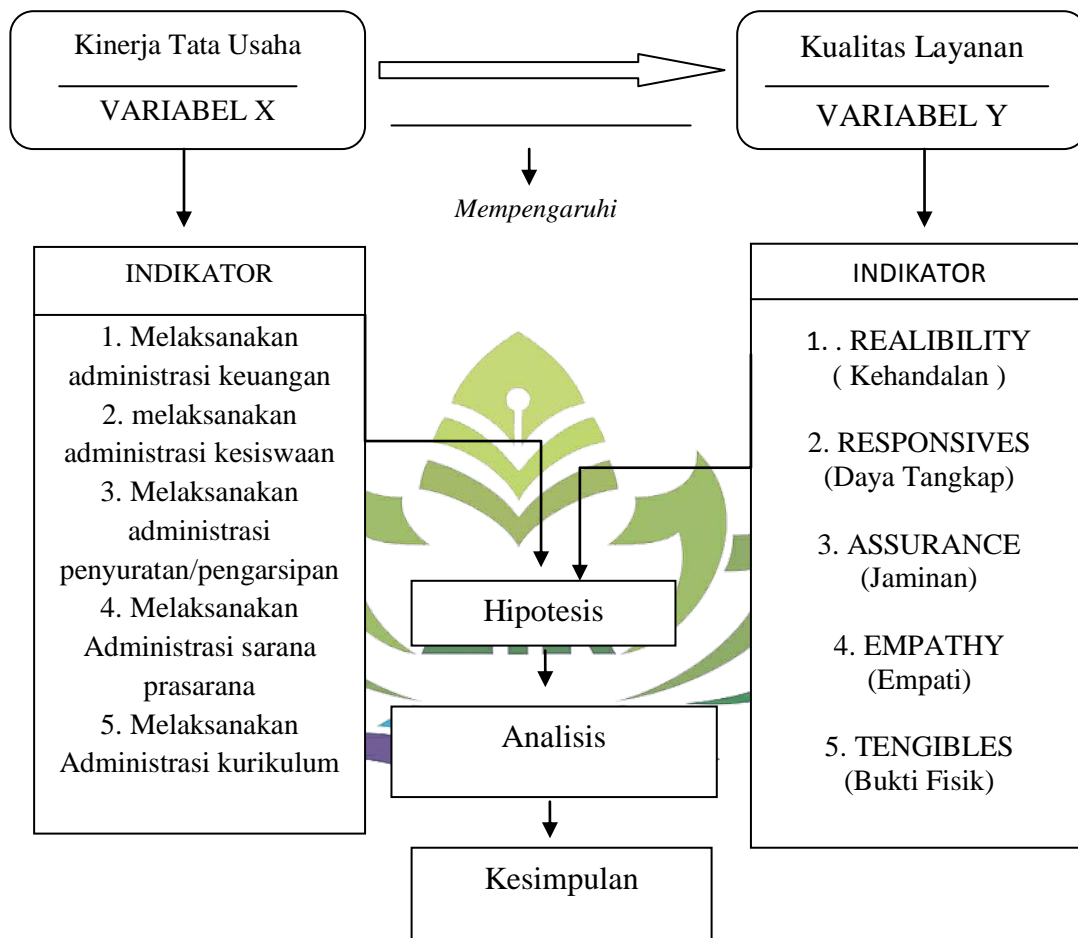 Kinerja Tata Usaha
VARIABEL X
Kualitas Layanan
VARIABEL Y
Mempengaruhi
INDIKATOR
1. Melaksanakan
administrasi keuangan
2. melaksanakan
administrasi kesiswaan
3. Melaksanakan
administrasi
penyuratan/pengarsipan
4. Melaksanakan
Administrasi sarana
prasarana
5. Melaksanakan
Administrasi kurikulum
INDIKATOR
1. . REALIBILITY
( Kehandalan )
2. RESPONSIVES
(Daya Tangkap)
3. ASSURANCE
(Jaminan)
4. EMPATHY
(Empati)
5. TENGIBLES
(Bukti Fisik)
Hipotesis
Analisis
Kesimpulan